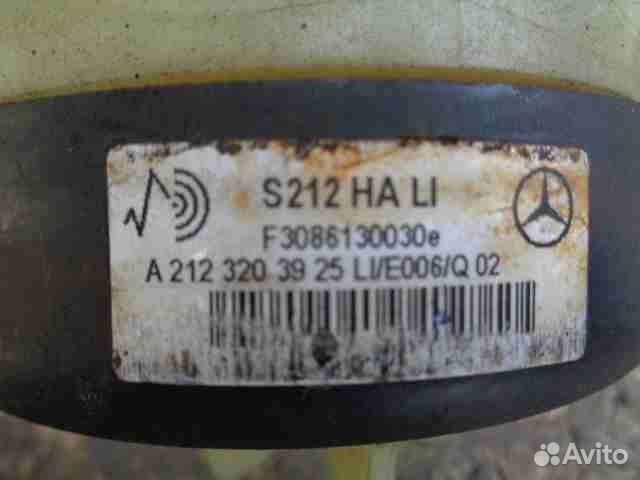 S212 HA LI
F3086130030e
A 212 320 39 25 LI/E006/Q 02
Avito